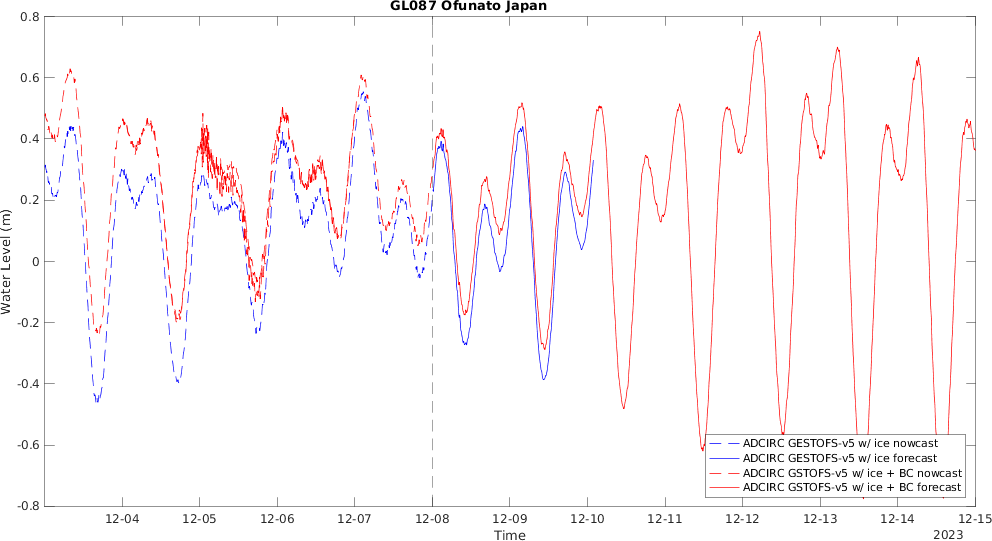 GL087 Ofunato Japan
0.8
0.6
0.4
0.2
0
-0.2
-0.4
-0.6
-0.8
Water Level (m)
12-04 12-05 12-06 12-07 12-08 12-09 12-10 12-11 12-12 12-13 12-14 12-15
Time
2023
ADCIRC GESTOFS-v5 w/ ice nowcast
ADCIRC GESTOFS-v5 w/ ice forecast
ADCIRC GSTOFS-v5 w/ ice + BC nowcast
ADCIRC GSTOFS-v5 w/ ice + BC forecast